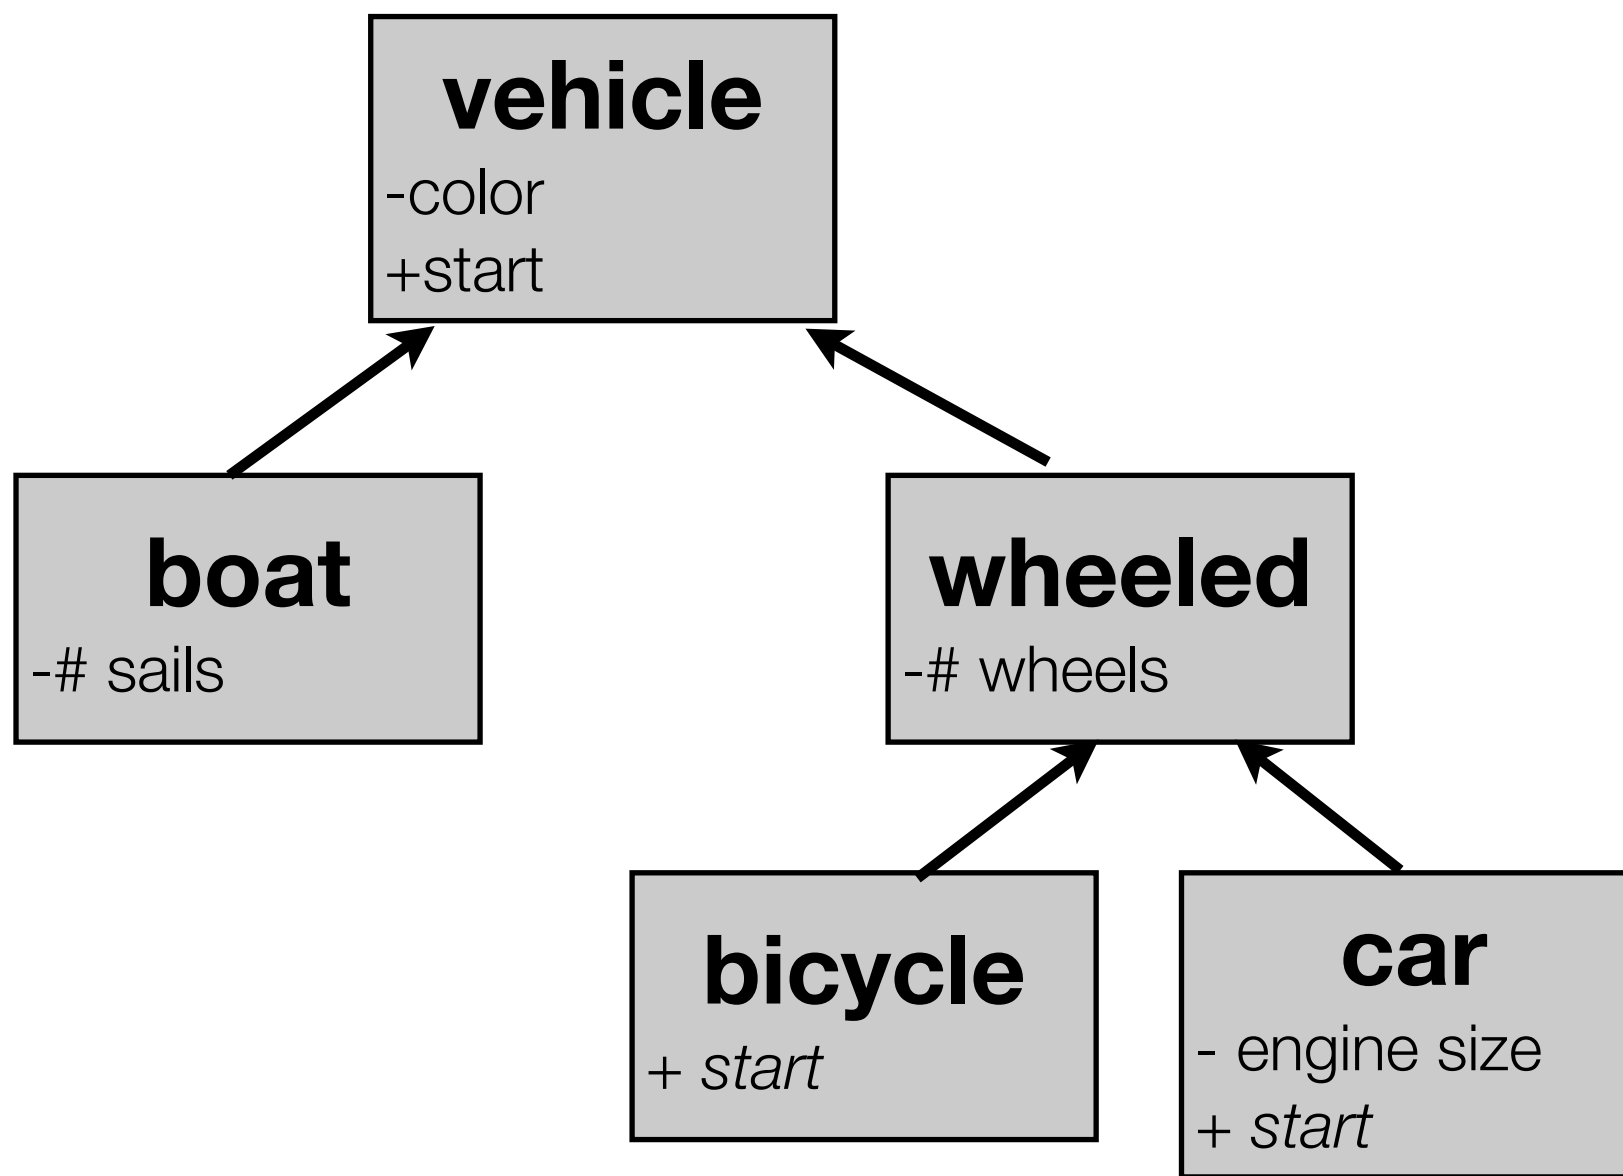 vehicle
-color
+start
boat
-# sails
wheeled
-# wheels
bicycle
+ start
car
- engine size
+ start